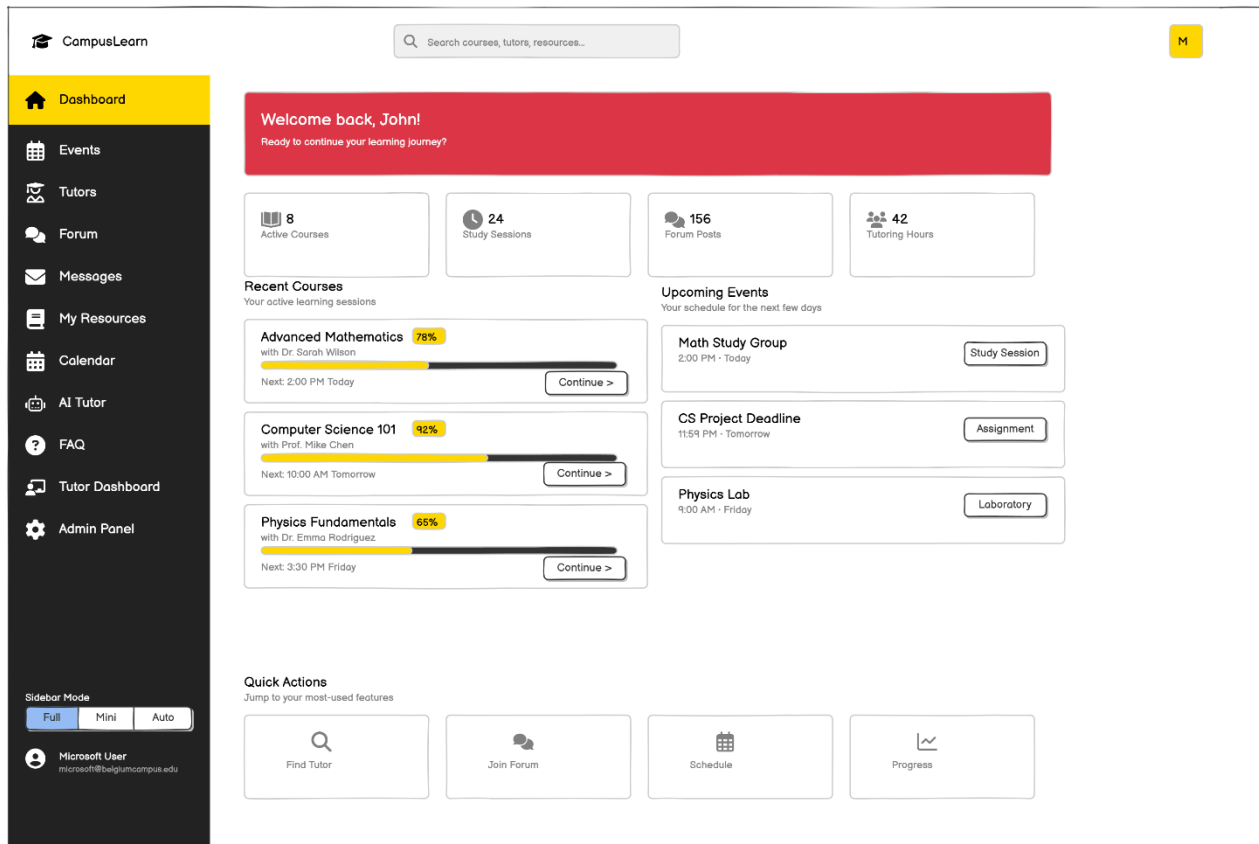 CampusLearn
Search courses, tutors, resources...
M
Dashboard
Events
Tutors
Forum
Messages
My Resources
Calendar
AI Tutor
FAQ
Tutor Dashboard
Admin Panel
Sidebar Mode
Full Mini Auto
Microsoft User
microsoft@belgiumcampus.edu
Welcome back, John!
Ready to continue your learning journey?
8
Active Courses
24
Study Sessions
156
Forum Posts
42
Tutoring Hours
Recent Courses
Your active learning sessions
Advanced Mathematics 78%
with Dr. Sarah Wilson
Next: 2:00 PM Today
Continue >
Computer Science 101 92%
with Prof. Mike Chen
Next: 10:00 AM Tomorrow
Continue >
Physics Fundamentals 65%
with Dr. Emma Rodriguez
Next: 3:30 PM Friday
Continue >
Upcoming Events
Your schedule for the next few days
Math Study Group
2:00 PM · Today
Study Session
CS Project Deadline
11:59 PM · Tomorrow
Assignment
Physics Lab
9:00 AM · Friday
Laboratory
Quick Actions
Jump to your most-used features
Find Tutor
Join Forum
Schedule
Progress